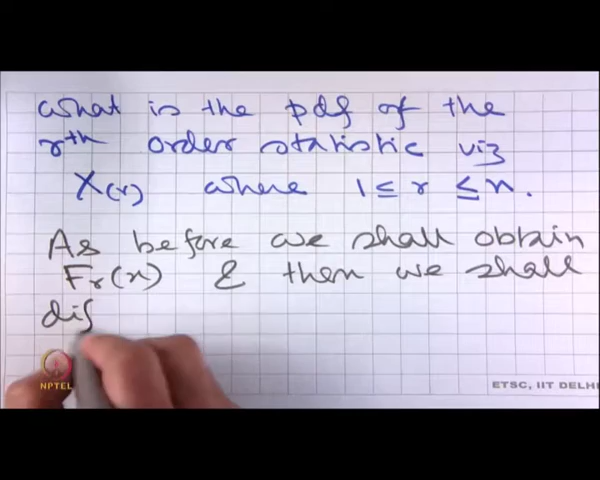 what is the pdf of the
rth order statistic viz
X(r) where 1 ≤ r ≤ n.
As before we shall obtain
Fr(x) & then we shall
dif
NPTEL
ETSC, IIT DELHI